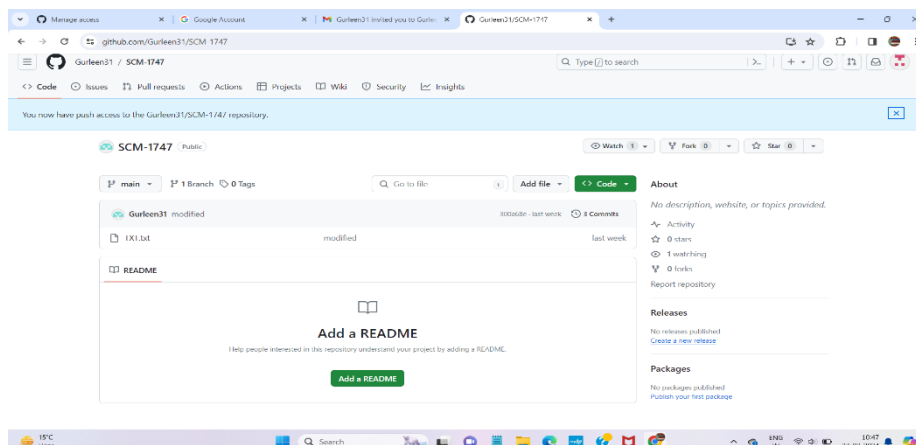 Manage access
Google Account
Gurleen31 invited you to Gurlee
Gurleen31/SCM-1747
github.com/Gurleen31/SCM-1747
Gurleen31 / SCM-1747
Type / to search
Code Issues Pull requests Actions Projects Wiki Security Insights
You now have push access to the Gurleen31/SCM-1747 repository.
SCM-1747 Public
Watch 1 Fork 0 Star 0
main 1 Branch 0 Tags
Go to file
Add file Code
Gurleen31 modified
last week 3 Commits
TXT.txt modified last week
README
Add a README
Help people interested in this repository understand your project by adding a README.
Add a README
About
No description, website, or topics provided.
Activity
0 stars
1 watching
0 forks
Report repository
Releases
No releases published
Create a new release
Packages
No packages published
Publish your first package
15°C
Search
ENG
10:47